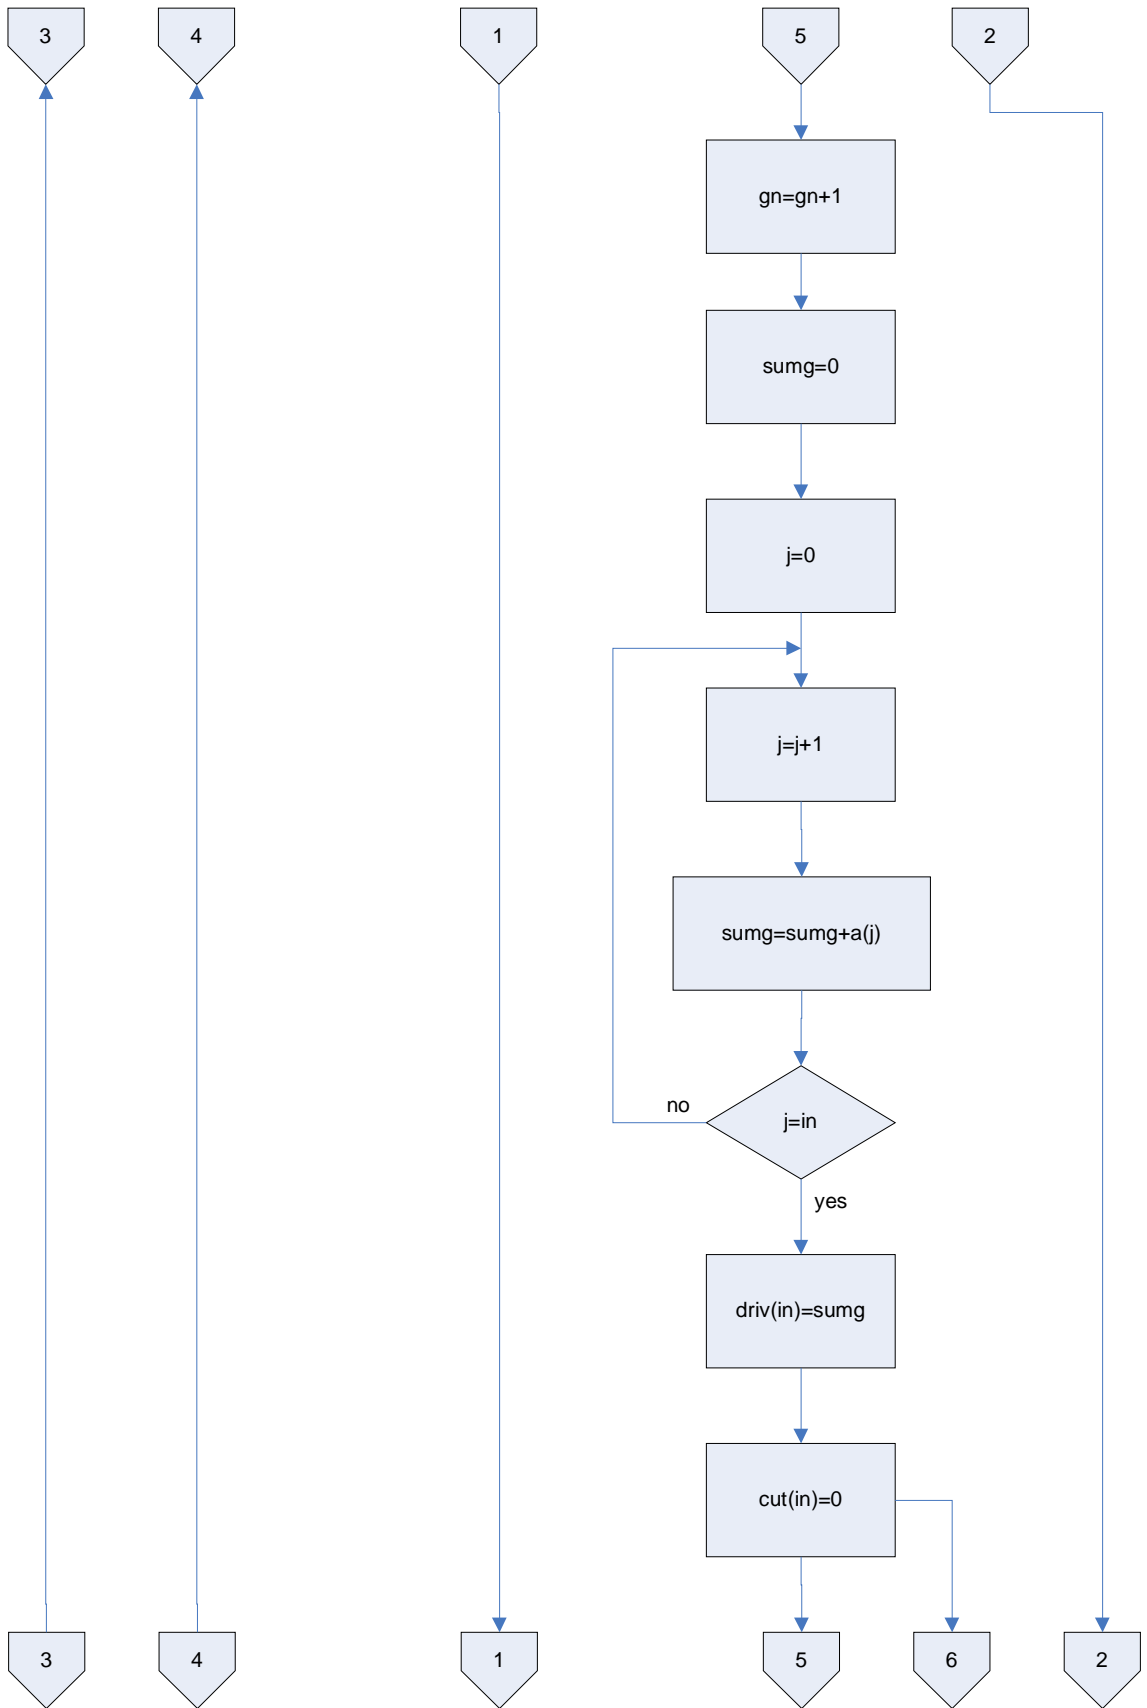 3
4
1
5
2
gn=gn+1
sumg=0
j=0
j=j+1
sumg=sumg+a(j)
no
j=in
yes
driv(in)=sumg
cut(in)=0
3
4
1
5
6
2